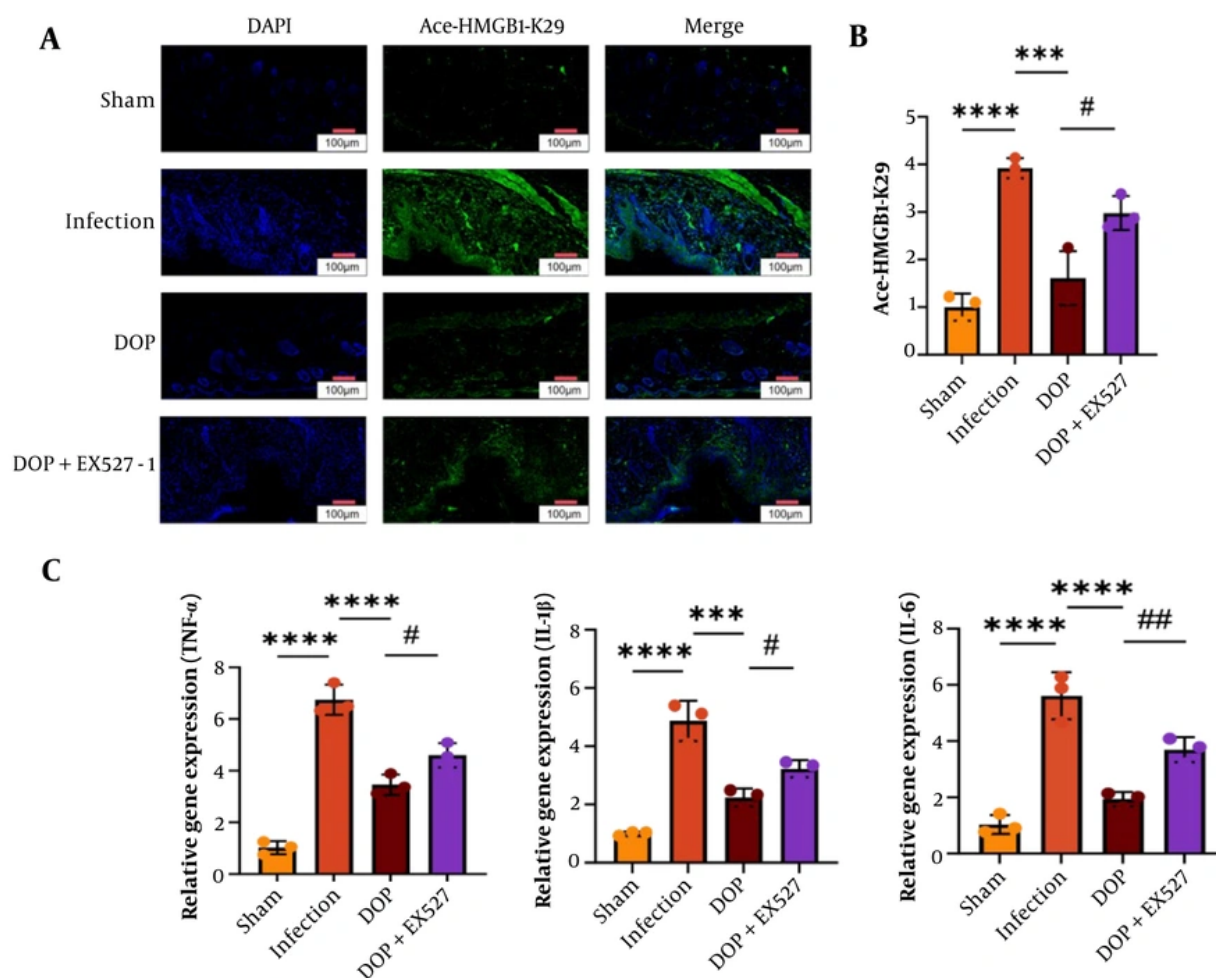 A
DAPI
Ace-HMGB1-K29
Merge
Sham
100μm
100μm
100μm
Infection
100μm
100μm
100μm
DOP
100μm
100μm
100μm
DOP + EX527 - 1
100μm
100μm
100μm
B
***
****
#
Ace-HMGB1-K29
5
4
3
2
1
0
Sham
Infection
DOP
DOP + EX527
C
****
****
#
Relative gene expression (TNF-α)
8
6
4
2
0
Sham
Infection
DOP
DOP + EX527
***
****
#
Relative gene expression (IL-1β)
8
6
4
2
0
Sham
Infection
DOP
DOP + EX527
****
****
##
Relative gene expression (IL-6)
8
6
4
2
0
Sham
Infection
DOP
DOP + EX527